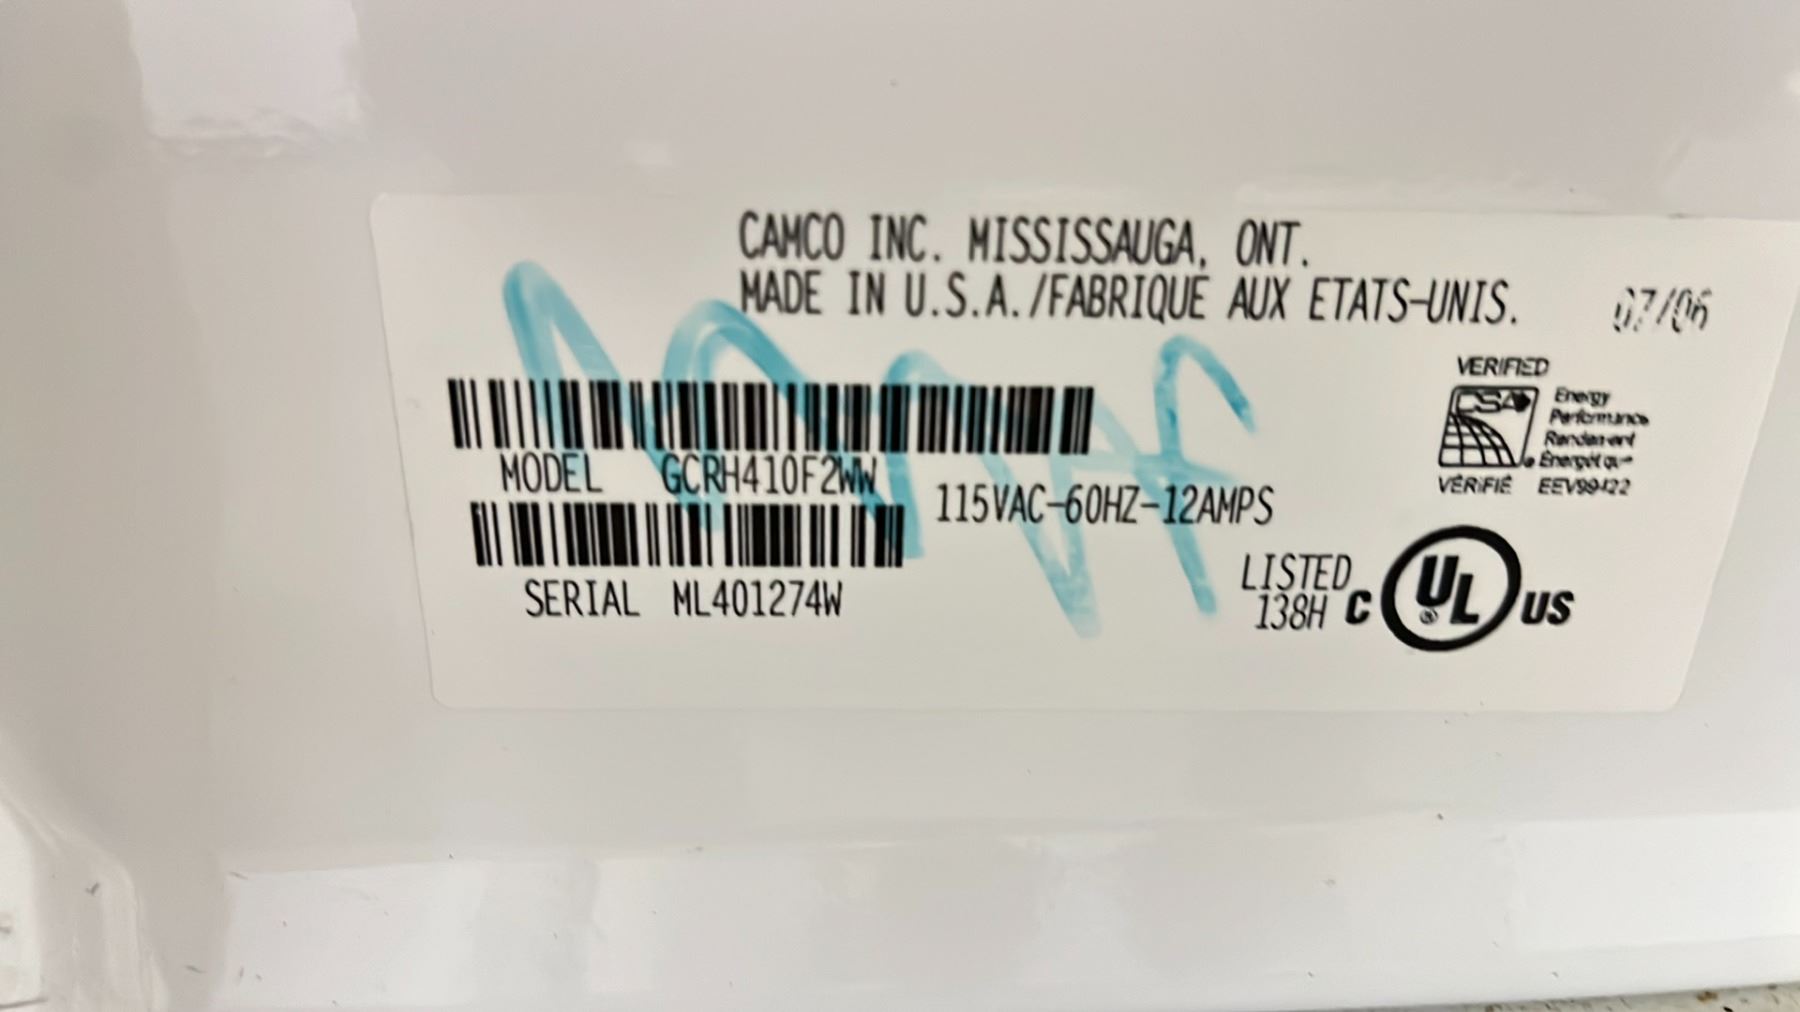 CAMCO INC. MISSISSAUGA, ONT.
MADE IN U.S.A./FABRIQUE AUX ETATS-UNIS.
07/06
VERIFIED
CSA
Energy
Performance
Rendement
Énergétique
VÉRIFIÉ EEV99422
MODEL GCRH410F2WW
115VAC-60HZ-12AMPS
SERIAL ML401274W
LISTED
138H
C UL ® US